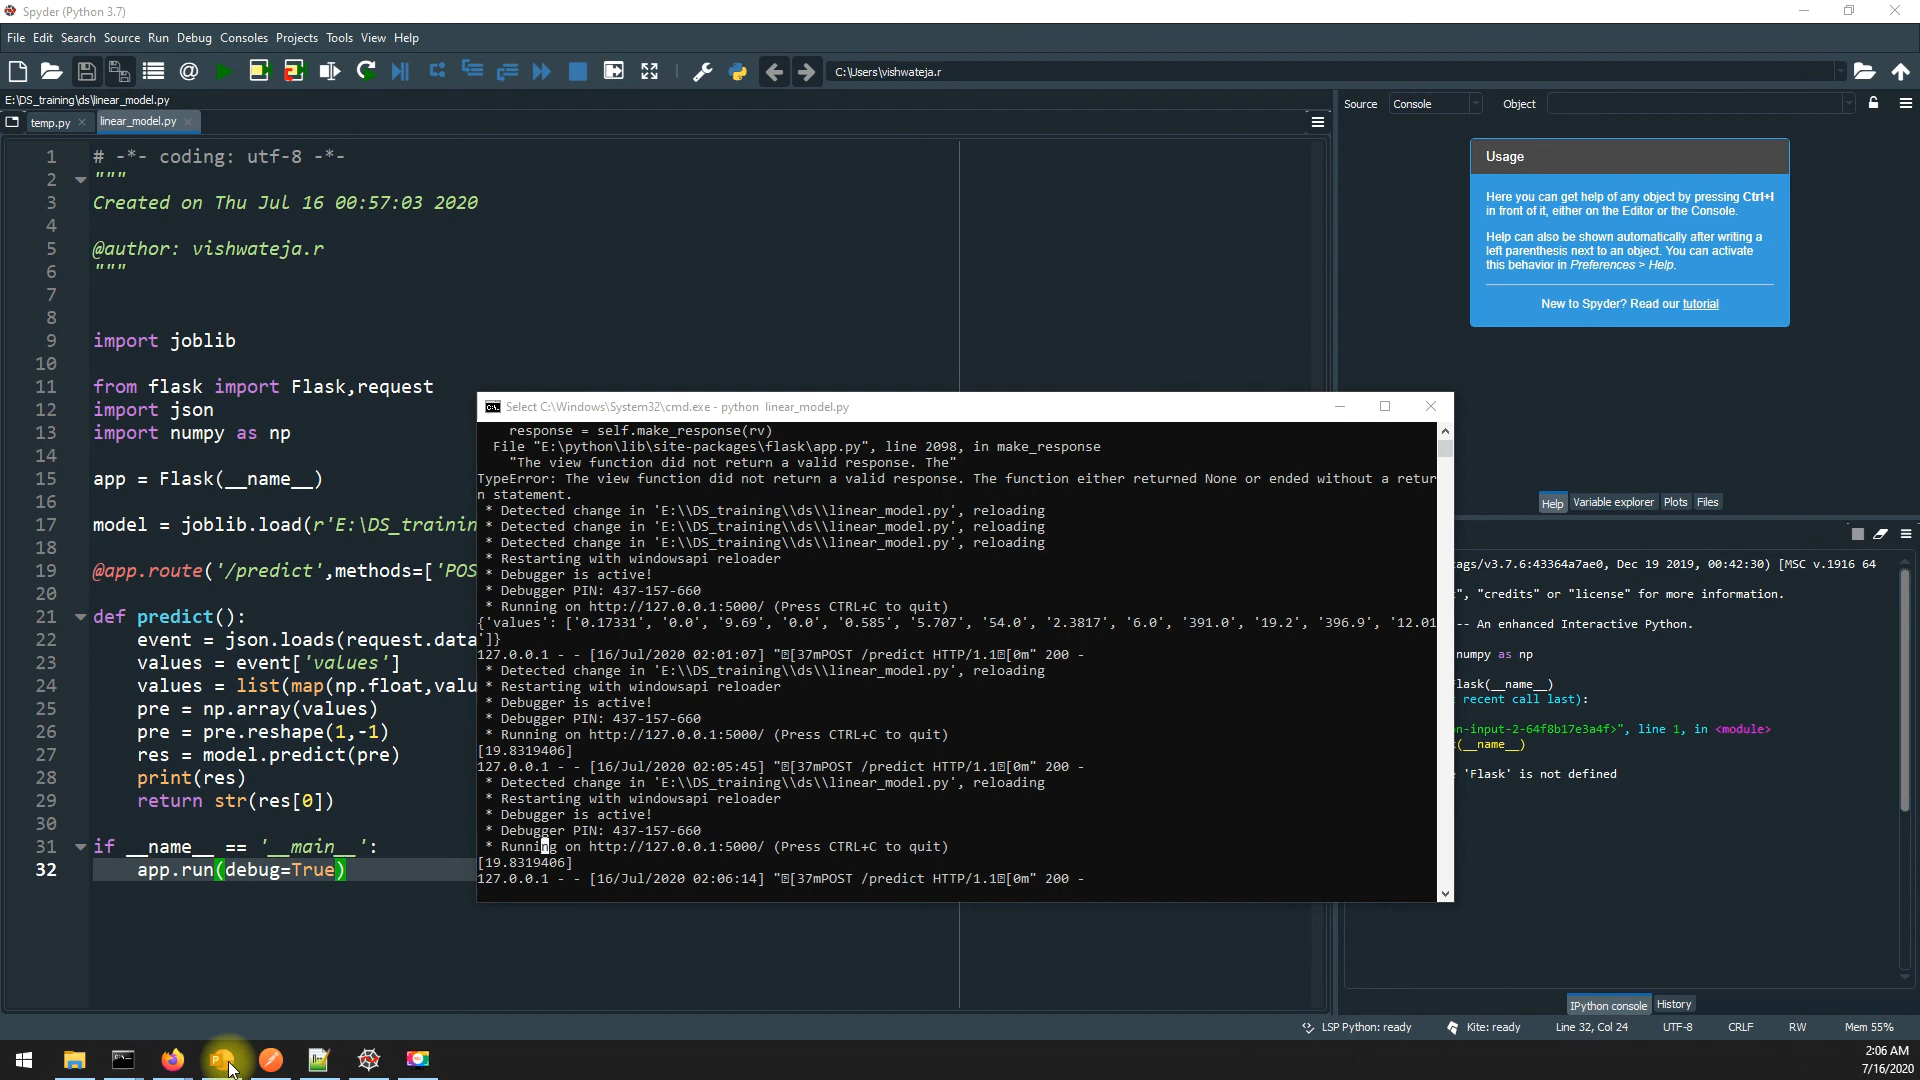 Spyder (Python 3.7)
File Edit Search Source Run Debug Consoles Projects Tools View Help
C:\Users\vishwateja.r
E:\DS_training\ds\linear_model.py
temp.py
linear_model.py
1 # -*- coding: utf-8 -*-
2 """
3 Created on Thu Jul 16 00:57:03 2020
4
5 @author: vishwateja.r
6 """
7
8
9 import joblib
10
11 from flask import Flask,request
12 import json
13 import numpy as np
14
15 app = Flask(__name__)
16
17 model = joblib.load(r'E:\DS_trainin
18
19 @app.route('/predict',methods=['POS
20
21 def predict():
22 event = json.loads(request.data
23 values = event['values']
24 values = list(map(np.float,valu
25 pre = np.array(values)
26 pre = pre.reshape(1,-1)
27 res = model.predict(pre)
28 print(res)
29 return str(res[0])
30
31 if __name__ == '__main__':
32 app.run(debug=True)
Select C:\Windows\System32\cmd.exe - python linear_model.py
response = self.make_response(rv)
File "E:\python\lib\site-packages\flask\app.py", line 2098, in make_response
"The view function did not return a valid response. The"
TypeError: The view function did not return a valid response. The function either returned None or ended without a retur
n statement.
* Detected change in 'E:\\DS_training\\ds\\linear_model.py', reloading
* Detected change in 'E:\\DS_training\\ds\\linear_model.py', reloading
* Detected change in 'E:\\DS_training\\ds\\linear_model.py', reloading
* Restarting with windowsapi reloader
* Debugger is active!
* Debugger PIN: 437-157-660
* Running on http://127.0.0.1:5000/ (Press CTRL+C to quit)
{'values': ['0.17331', '0.0', '9.69', '0.0', '0.585', '5.707', '54.0', '2.3817', '6.0', '391.0', '19.2', '396.9', '12.01
']}
127.0.0.1 - - [16/Jul/2020 02:01:07] "[37mPOST /predict HTTP/1.1[0m" 200 -
* Detected change in 'E:\\DS_training\\ds\\linear_model.py', reloading
* Restarting with windowsapi reloader
* Debugger is active!
* Debugger PIN: 437-157-660
* Running on http://127.0.0.1:5000/ (Press CTRL+C to quit)
[19.8319406]
127.0.0.1 - - [16/Jul/2020 02:05:45] "[37mPOST /predict HTTP/1.1[0m" 200 -
* Detected change in 'E:\\DS_training\\ds\\linear_model.py', reloading
* Restarting with windowsapi reloader
* Debugger is active!
* Debugger PIN: 437-157-660
* Running on http://127.0.0.1:5000/ (Press CTRL+C to quit)
[19.8319406]
127.0.0.1 - - [16/Jul/2020 02:06:14] "[37mPOST /predict HTTP/1.1[0m" 200 -
Source Console Object
Usage
Here you can get help of any object by pressing Ctrl+I
in front of it, either on the Editor or the Console.
Help can also be shown automatically after writing a
left parenthesis next to an object. You can activate
this behavior in Preferences > Help.
New to Spyder? Read our tutorial
Help Variable explorer Plots Files
ags/v3.7.6:43364a7ae0, Dec 19 2019, 00:42:30) [MSC v.1916 64
", "credits" or "license" for more information.
-- An enhanced Interactive Python.
numpy as np
lask(__name__)
recent call last):
n-input-2-64f8b17e3a4f>", line 1, in <module>
(__name__)
'Flask' is not defined
IPython console History
LSP Python: ready Kite: ready Line 32, Col 24 UTF-8 CRLF RW Mem 55%
2:06 AM
7/16/2020